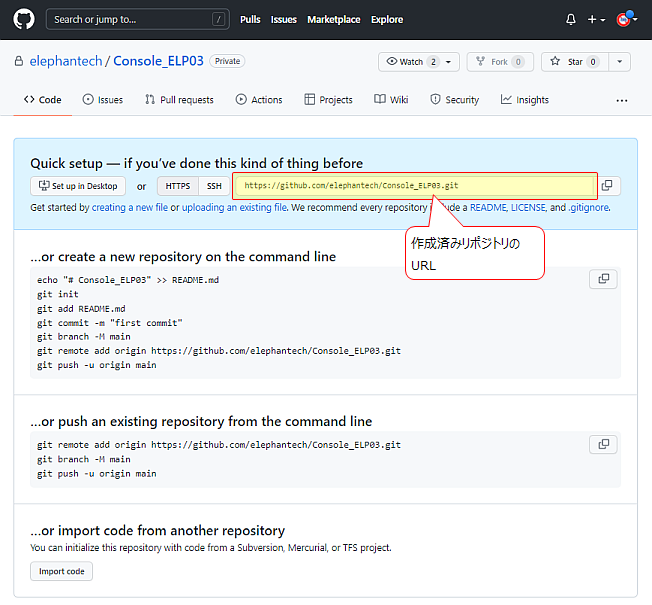 Search or jump to... /
Pulls Issues Marketplace Explore
elephantech / Console_ELP03 Private
Watch 2 Fork 0 Star 0
Code Issues Pull requests Actions Projects Wiki Security Insights ...
Quick setup — if you've done this kind of thing before
Set up in Desktop or HTTPS SSH https://github.com/elephantech/Console_ELP03.git
Get started by creating a new file or uploading an existing file. We recommend every repository include a README, LICENSE, and .gitignore.
作成済みリポジトリの
URL
...or create a new repository on the command line
echo "# Console_ELP03" >> README.md
git init
git add README.md
git commit -m "first commit"
git branch -M main
git remote add origin https://github.com/elephantech/Console_ELP03.git
git push -u origin main
...or push an existing repository from the command line
git remote add origin https://github.com/elephantech/Console_ELP03.git
git branch -M main
git push -u origin main
...or import code from another repository
You can initialize this repository with code from a Subversion, Mercurial, or TFS project.
Import code